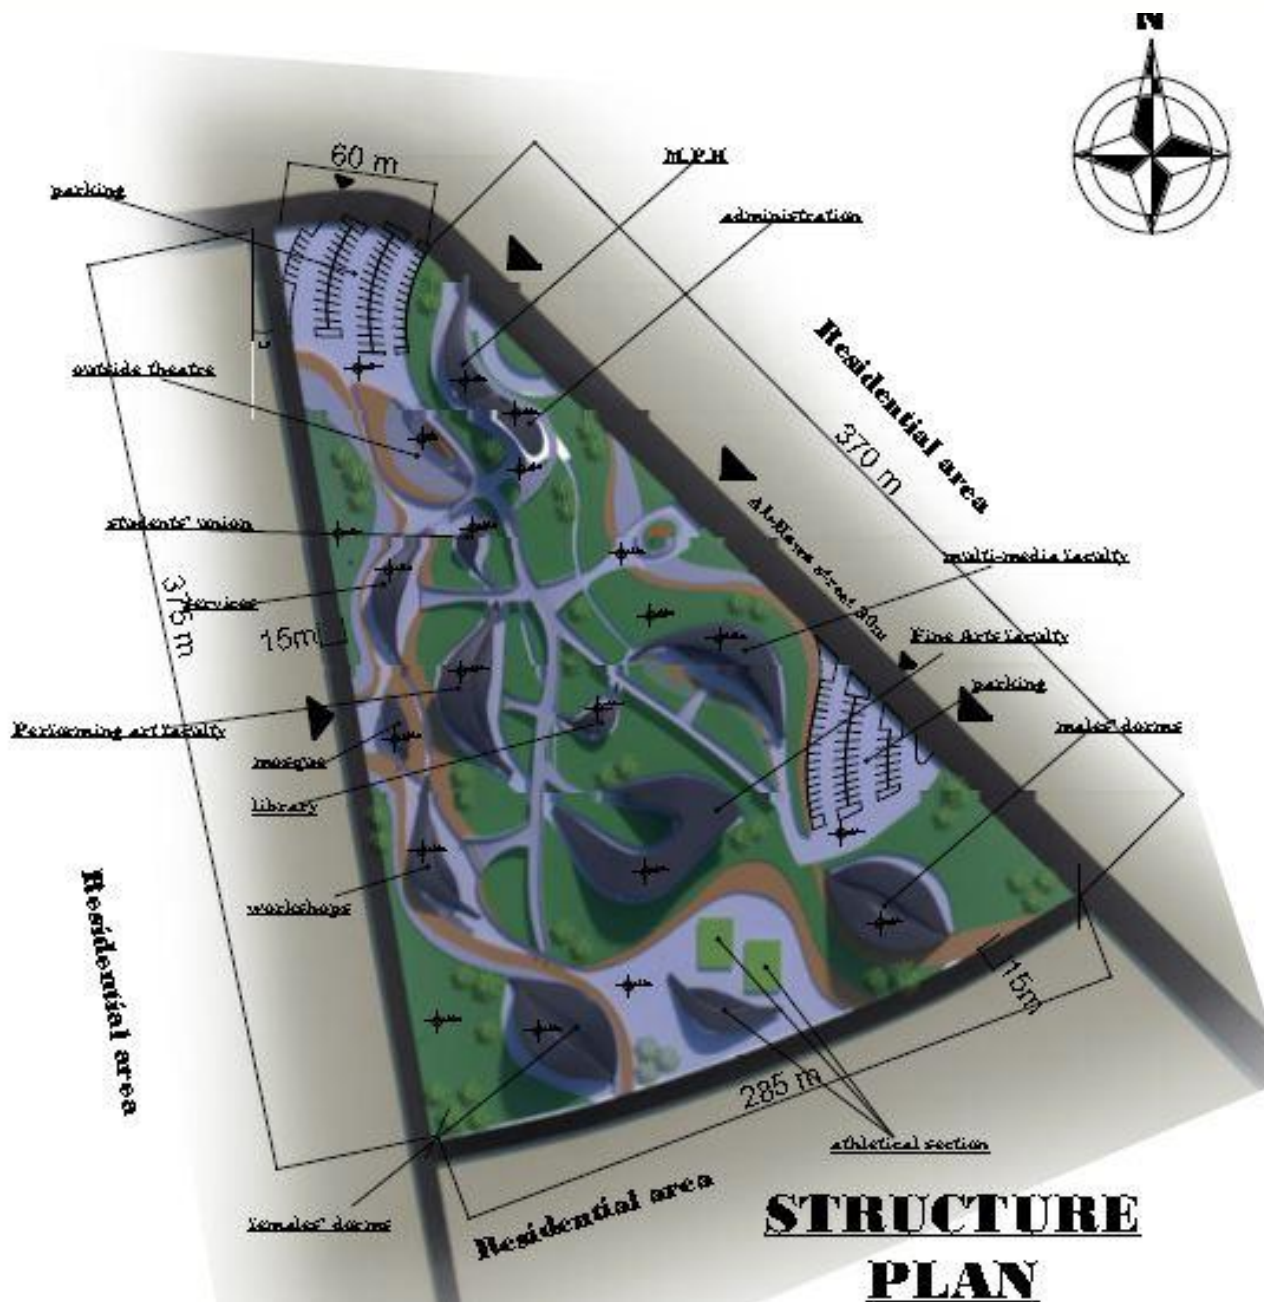 N
60 m
M.P.H
parking
administration
Residential area
outside theatre
370 m
students' union
multi-media faculty
services
375 m
15m
Fine Arts faculty
parking
Performing art faculty
males' dorms
mosque
library
Residential area
workshops
15m
285 m
athletical section
Residential area
females' dorms
STRUCTURE
PLAN